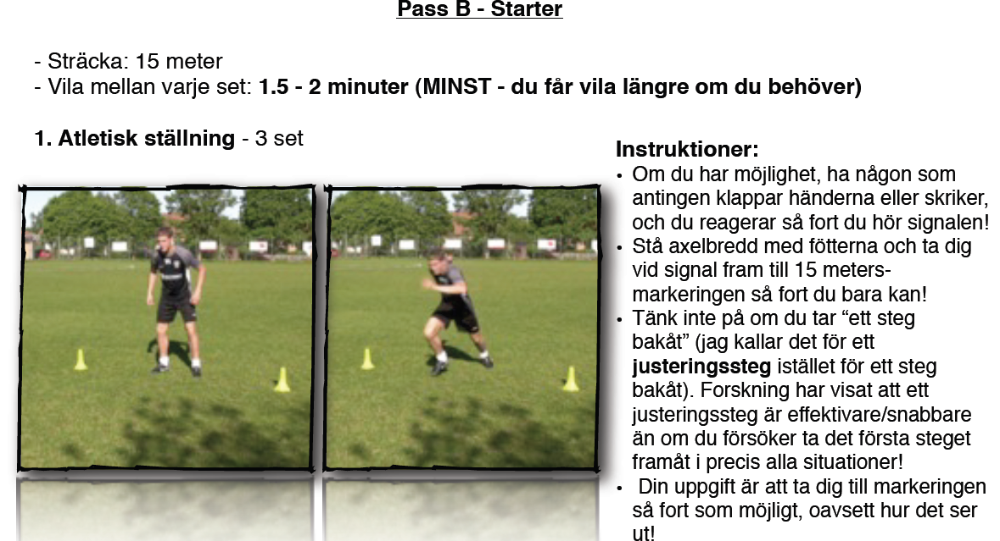 Pass B - Starter
- Sträcka: 15 meter
- Vila mellan varje set: 1.5 - 2 minuter (MINST - du får vila längre om du behöver)
1. Atletisk ställning - 3 set
Instruktioner:
• Om du har möjlighet, ha någon som
antingen klappar händerna eller skriker,
och du reagerar så fort du hör signalen!
• Stå axelbredd med fötterna och ta dig
vid signal fram till 15 meters-
markeringen så fort du bara kan!
• Tänk inte på om du tar “ett steg
bakåt” (jag kallar det för ett
justeringssteg istället för ett steg
bakåt). Forskning har visat att ett
justeringssteg är effektivare/snabbare
än om du försöker ta det första steget
framåt i precis alla situationer!
• Din uppgift är att ta dig till markeringen
så fort som möjligt, oavsett hur det ser
ut!